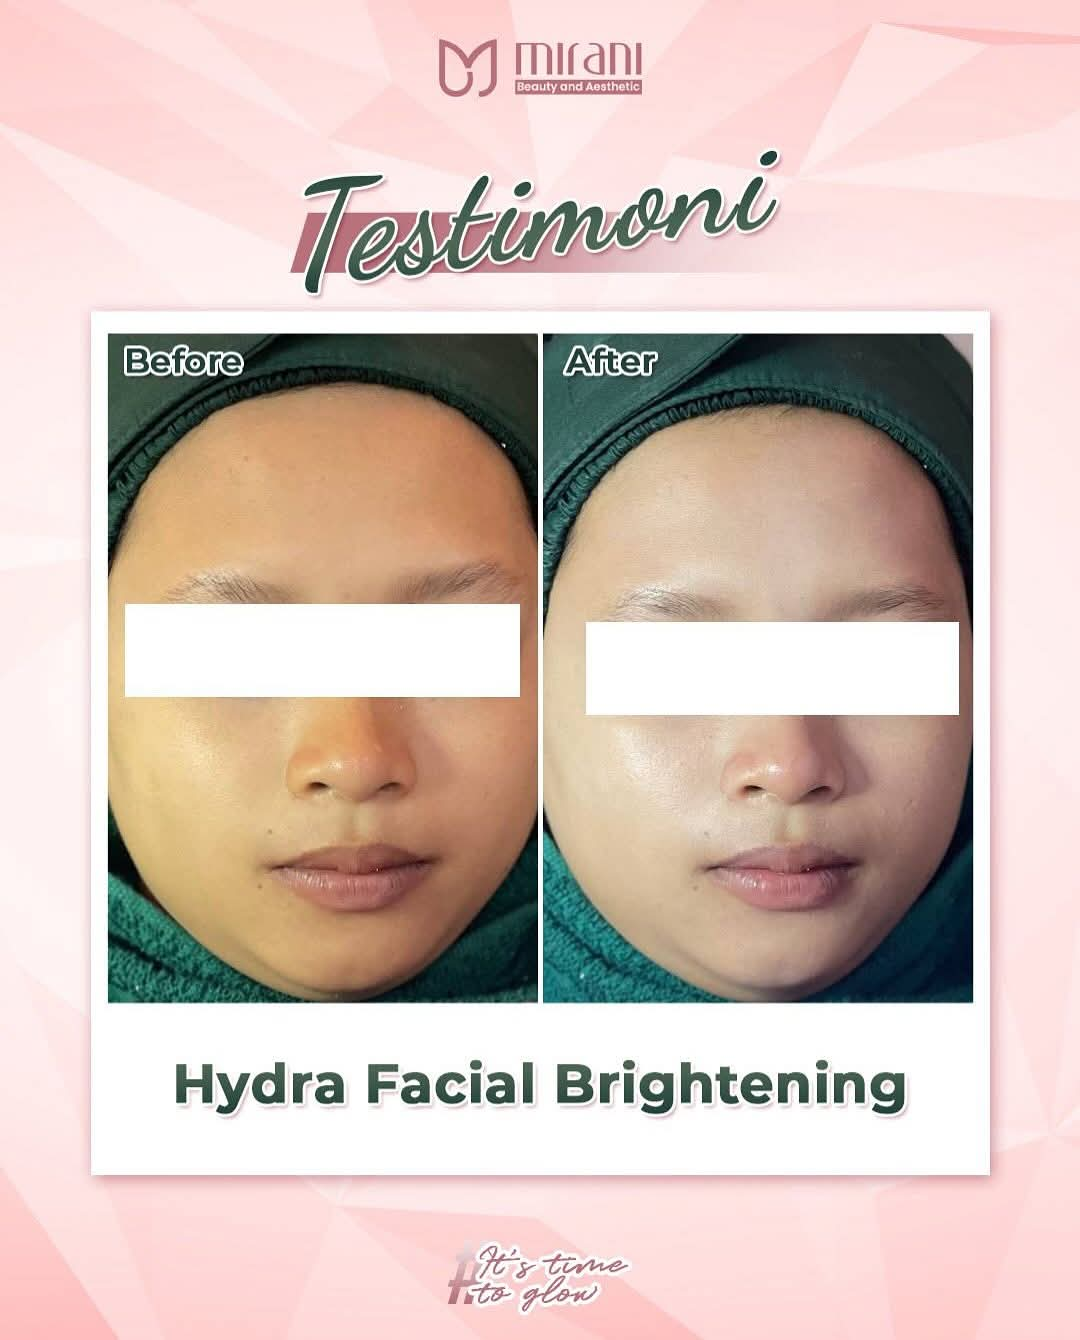 mirani
Beauty and Aesthetic
Testimoni
Before
After
Hydra Facial Brightening
#It's time
to glow